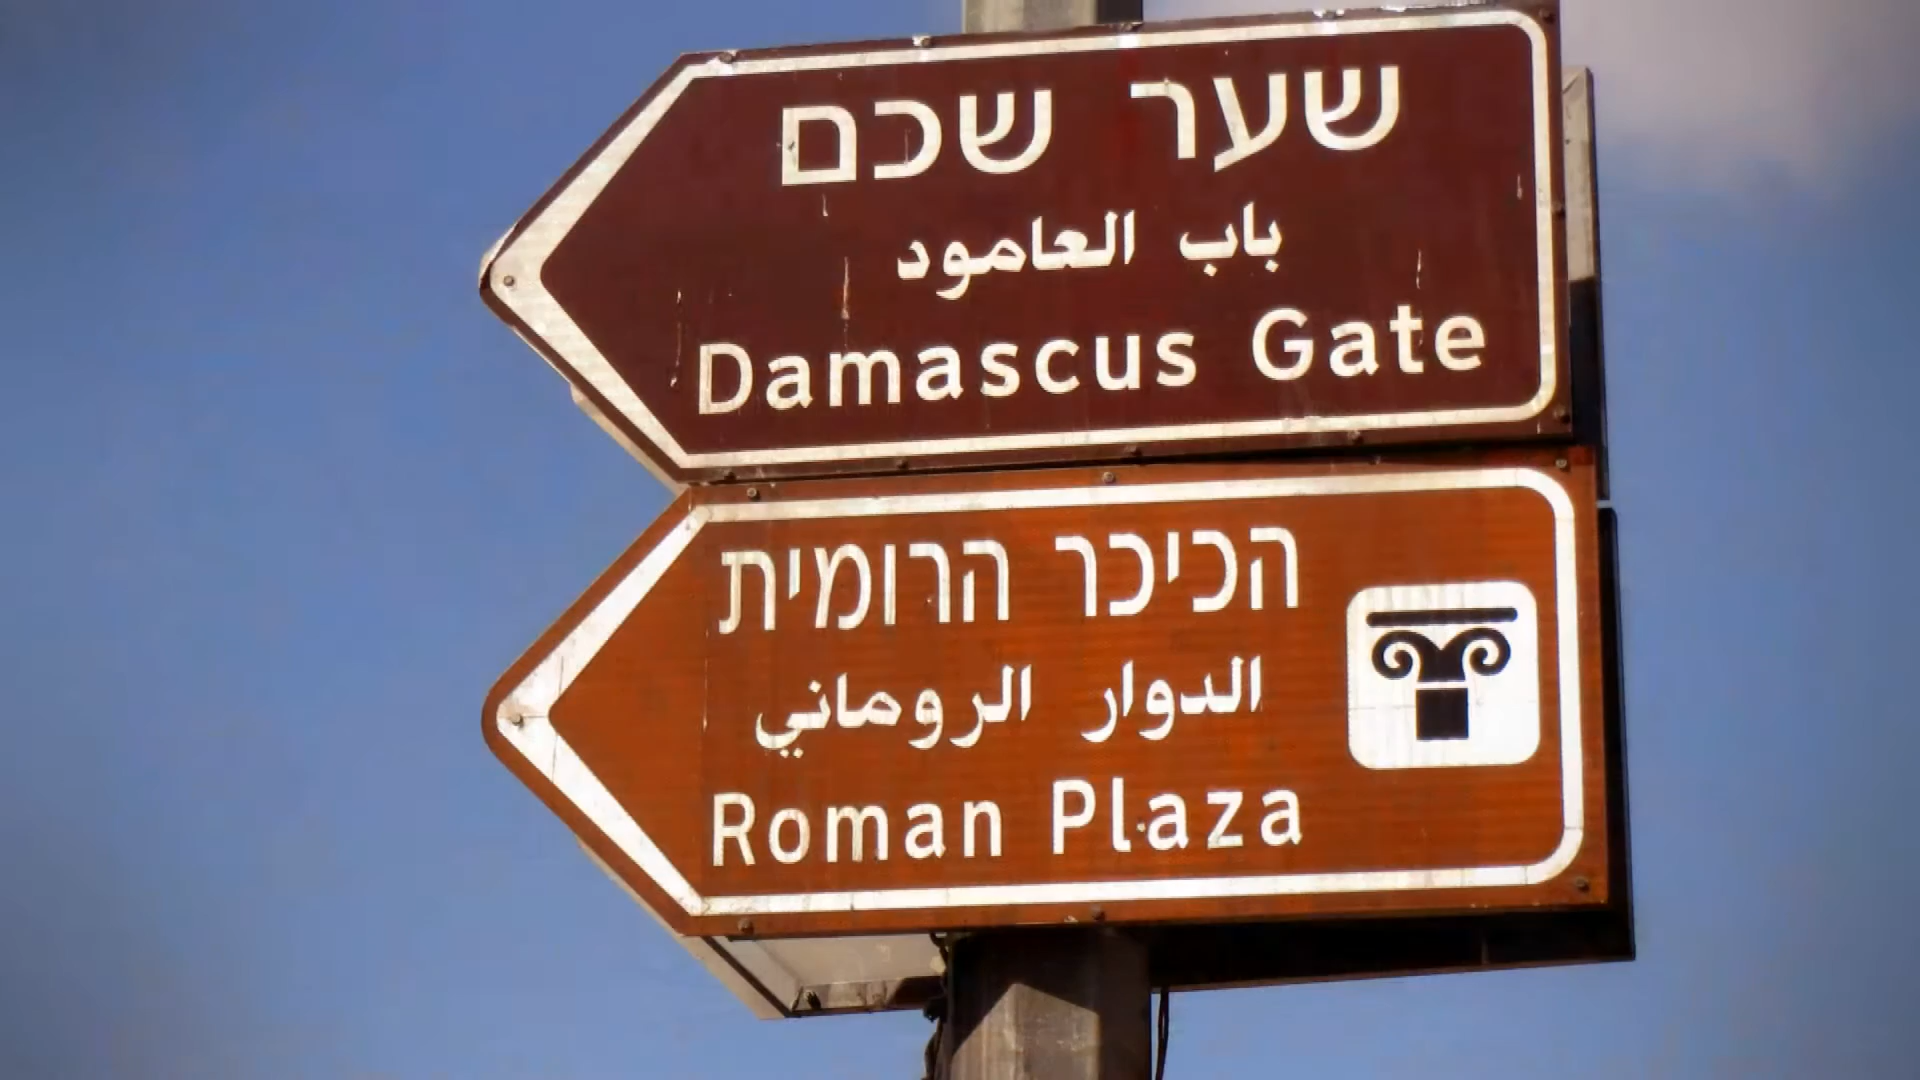 שער שכם
باب العامود
Damascus Gate
הכיכר הרומית
الدوار الروماني
Roman Plaza